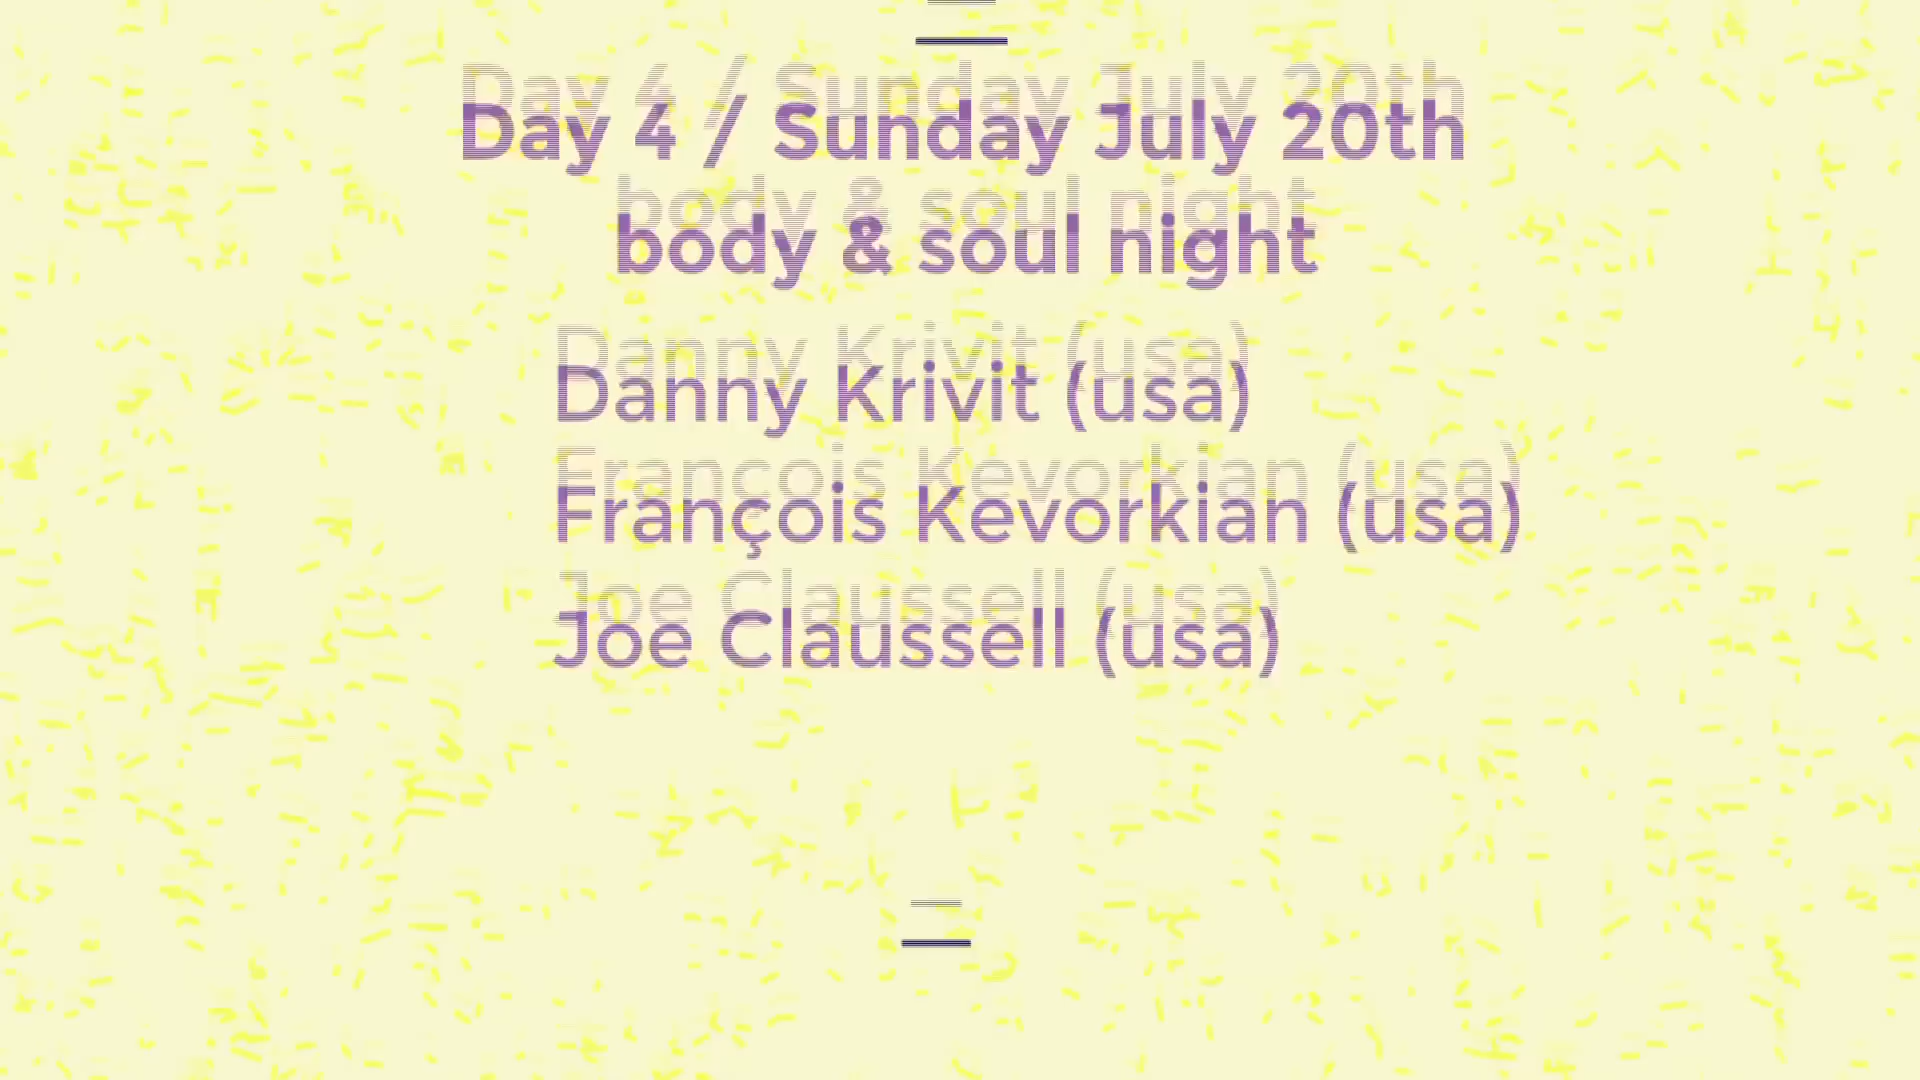 Day 4 / Sunday July 20th
body & soul night
Danny Krivit (usa)
François Kevorkian (usa)
Joe Claussell (usa)